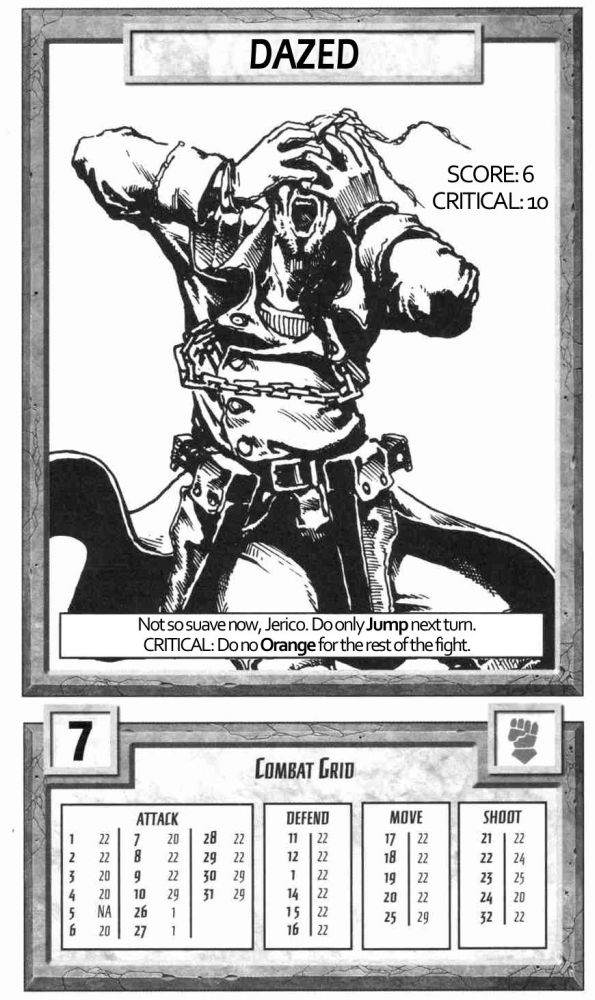 DAZED
SCORE: 6
CRITICAL: 10
Not so suave now, Jerico. Do only Jump next turn.
CRITICAL: Do no Orange for the rest of the fight.
7
COMBAT GRID
ATTACK
1 22 7 20 28 22
2 22 8 22 29 22
3 20 9 22 30 29
4 20 10 29 31 29
5 NA 26 1
6 20 27 1
DEFEND
11 22
12 22
1 22
14 22
15 22
16 22
MOVE
17 22
18 22
19 22
20 22
25 29
SHOOT
21 22
22 24
23 25
24 20
32 22